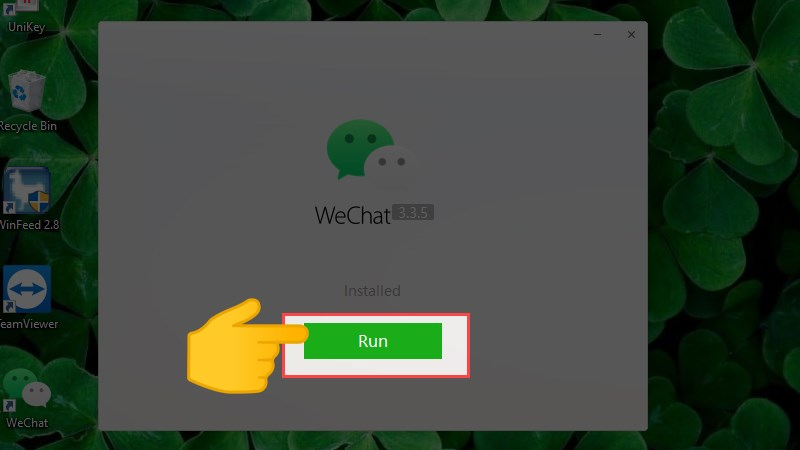 UniKey
Recycle Bin
WinFeed 2.8
TeamViewer
WeChat
WeChat 3.3.5
Installed
Run